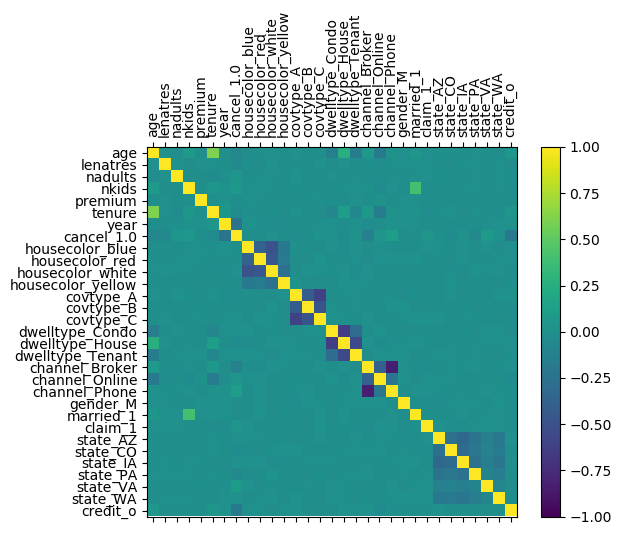 age
lenatres
nadults
nkids
premium
tenure
year
cancel_1.0
housecolor_blue
housecolor_red
housecolor_white
housecolor_yellow
covtype_A
covtype_B
covtype_C
dwelltype_Condo
dwelltype_House
dwelltype_Tenant
channel_Broker
channel_Online
channel_Phone
gender_M
married_1
claim_1
state_AZ
state_CO
state_IA
state_PA
state_VA
state_WA
credit_o
age
lenatres
nadults
nkids
premium
tenure
year
cancel_1.0
housecolor_blue
housecolor_red
housecolor_white
housecolor_yellow
covtype_A
covtype_B
covtype_C
dwelltype_Condo
dwelltype_House
dwelltype_Tenant
channel_Broker
channel_Online
channel_Phone
gender_M
married_1
claim_1
state_AZ
state_CO
state_IA
state_PA
state_VA
state_WA
credit_o
1.00
0.75
0.50
0.25
0.00
−0.25
−0.50
−0.75
−1.00